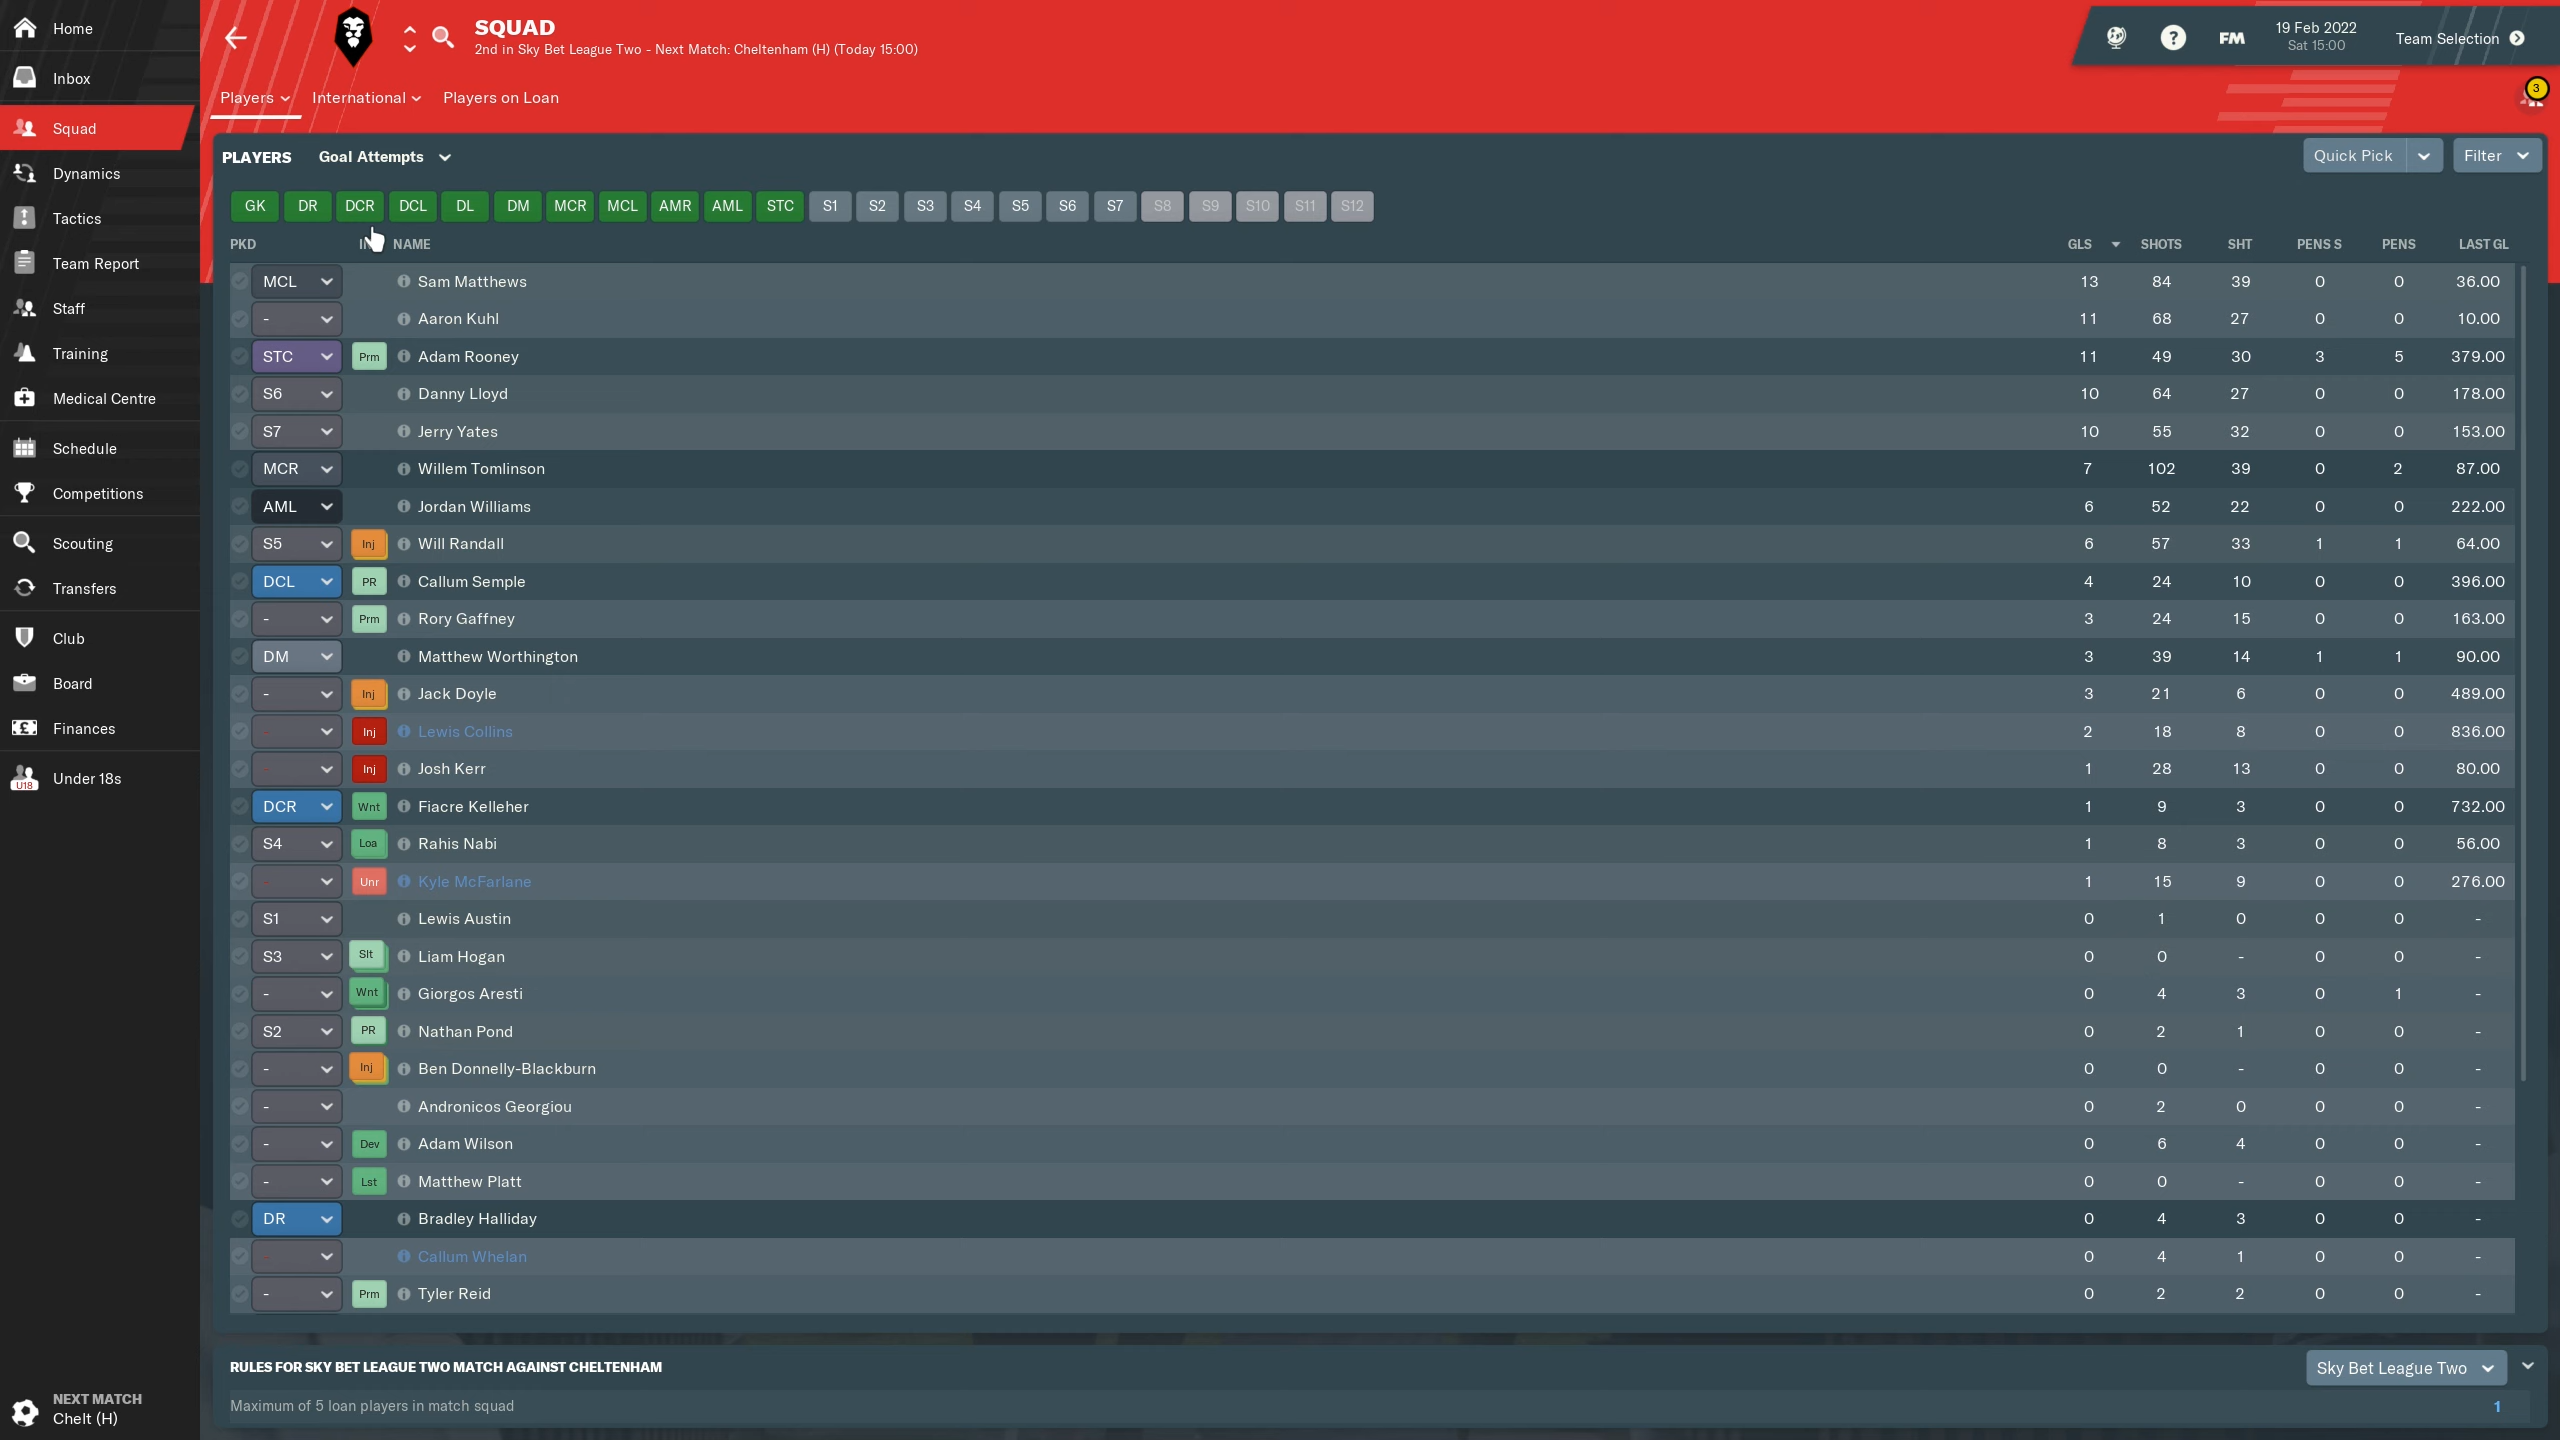 Home
Inbox
Squad
Dynamics
Tactics
Team Report
Staff
Training
Medical Centre
Schedule
Competitions
Scouting
Transfers
Club
Board
Finances
U18 Under 18s
NEXT MATCH
Chelt (H)
SQUAD
2nd in Sky Bet League Two - Next Match: Cheltenham (H) (Today 15:00)
? FM 19 Feb 2022
Sat 15:00
Team Selection
Players International Players on Loan
3
PLAYERS Goal Attempts Quick Pick Filter
GK DR DCR DCL DL DM MCR MCL AMR AML STC S1 S2 S3 S4 S5 S6 S7 S8 S9 S10 S11 S12
PKD NAME GLS SHOTS SHT PENS S PENS LAST GL
MCL Sam Matthews 13 84 39 0 0 36.00
- Aaron Kuhl 11 68 27 0 0 10.00
STC Prm Adam Rooney 11 49 30 3 5 379.00
S6 Danny Lloyd 10 64 27 0 0 178.00
S7 Jerry Yates 10 55 32 0 0 153.00
MCR Willem Tomlinson 7 102 39 0 2 87.00
AML Jordan Williams 6 52 22 0 0 222.00
S5 Inj Will Randall 6 57 33 1 1 64.00
DCL PR Callum Semple 4 24 10 0 0 396.00
- Prm Rory Gaffney 3 24 15 0 0 163.00
DM Matthew Worthington 3 39 14 1 1 90.00
- Inj Jack Doyle 3 21 6 0 0 489.00
- Inj Lewis Collins 2 18 8 0 0 836.00
- Inj Josh Kerr 1 28 13 0 0 80.00
DCR Wnt Fiacre Kelleher 1 9 3 0 0 732.00
S4 Loa Rahis Nabi 1 8 3 0 0 56.00
- Unr Kyle McFarlane 1 15 9 0 0 276.00
S1 Lewis Austin 0 1 0 0 0 -
S3 Slt Liam Hogan 0 0 - 0 0 -
- Wnt Giorgos Aresti 0 4 3 0 1 -
S2 PR Nathan Pond 0 2 1 0 0 -
- Inj Ben Donnelly-Blackburn 0 0 - 0 0 -
- Andronicos Georgiou 0 2 0 0 0 -
- Dev Adam Wilson 0 6 4 0 0 -
- Lst Matthew Platt 0 0 - 0 0 -
DR Bradley Halliday 0 4 3 0 0 -
- Callum Whelan 0 4 1 0 0 -
- Prm Tyler Reid 0 2 2 0 0 -
RULES FOR SKY BET LEAGUE TWO MATCH AGAINST CHELTENHAM Sky Bet League Two
Maximum of 5 loan players in match squad 1